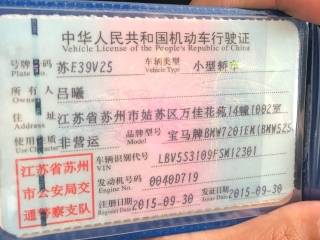 中华人民共和国机动车行驶证
Vehicle License of the People's Republic of China
号牌号码 苏E39V25 车辆类型 小型轿车
Plate No. Vehicle Type
所有人 吕曦
Owner
住址 江苏省苏州市姑苏区万佳花苑14幢1002室
Address
使用性质 非营运 品牌型号 宝马牌BMW7201EM(BMW525
Use Character Model
车辆识别代号 LBV5S3109FSM12301
VIN
发动机号码 0040D719
Engine No.
注册日期 2015-09-30 发证日期 2015-09-30
Register Date Issue Date
江苏省苏州
市公安局交
通警察支队